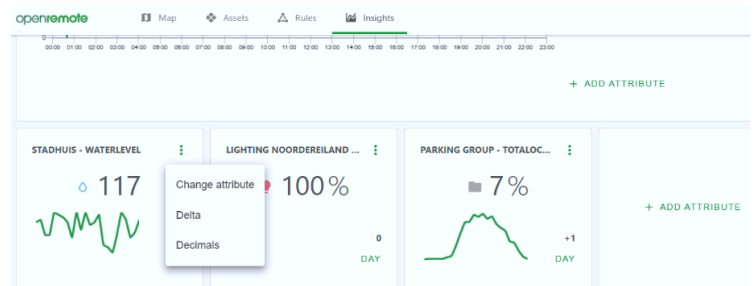 openremote Map Assets Rules Insights
00:00 01:00 02:00 03:00 04:00 05:00 06:00 07:00 08:00 09:00 10:00 11:00 12:00 13:00 14:00 15:00 16:00 17:00 18:00 19:00 20:00 21:00 22:00 23:00
+ ADD ATTRIBUTE
STADHUIS - WATERLEVEL
117
Change attribute
Delta
Decimals
LIGHTING NOORDEREILAND ...
100%
0
DAY
PARKING GROUP - TOTALOC...
7%
+1
DAY
+ ADD ATTRIBUTE